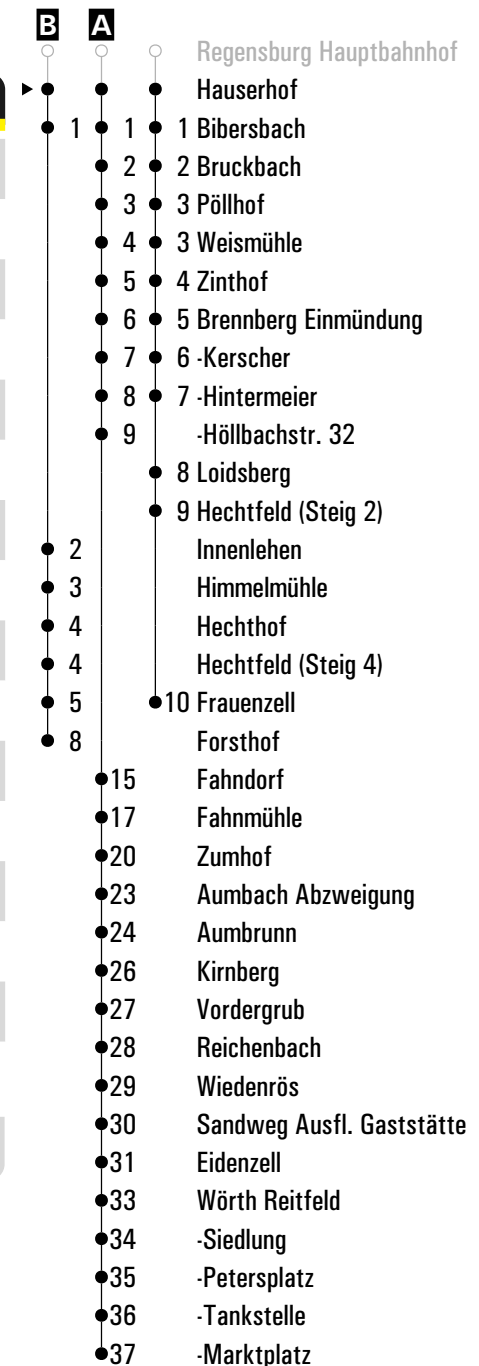 B A
Regensburg Hauptbahnhof
Hauserhof
1 1 1 Bibersbach
2 2 Bruckbach
3 3 Pöllhof
4 3 Weismühle
5 4 Zinthof
6 5 Brennberg Einmündung
7 6 -Kerscher
8 7 -Hintermeier
9 -Höllbachstr. 32
8 Loidsberg
9 Hechtfeld (Steig 2)
2 Innenlehen
3 Himmelmühle
4 Hechthof
4 Hechtfeld (Steig 4)
5 10 Frauenzell
8 Forsthof
15 Fahndorf
17 Fahnmühle
20 Zumhof
23 Aumbach Abzweigung
24 Aumbrunn
26 Kirnberg
27 Vordergrub
28 Reichenbach
29 Wiedenrös
30 Sandweg Ausfl. Gaststätte
31 Eidenzell
33 Wörth Reitfeld
34 -Siedlung
35 -Petersplatz
36 -Tankstelle
37 -Marktplatz